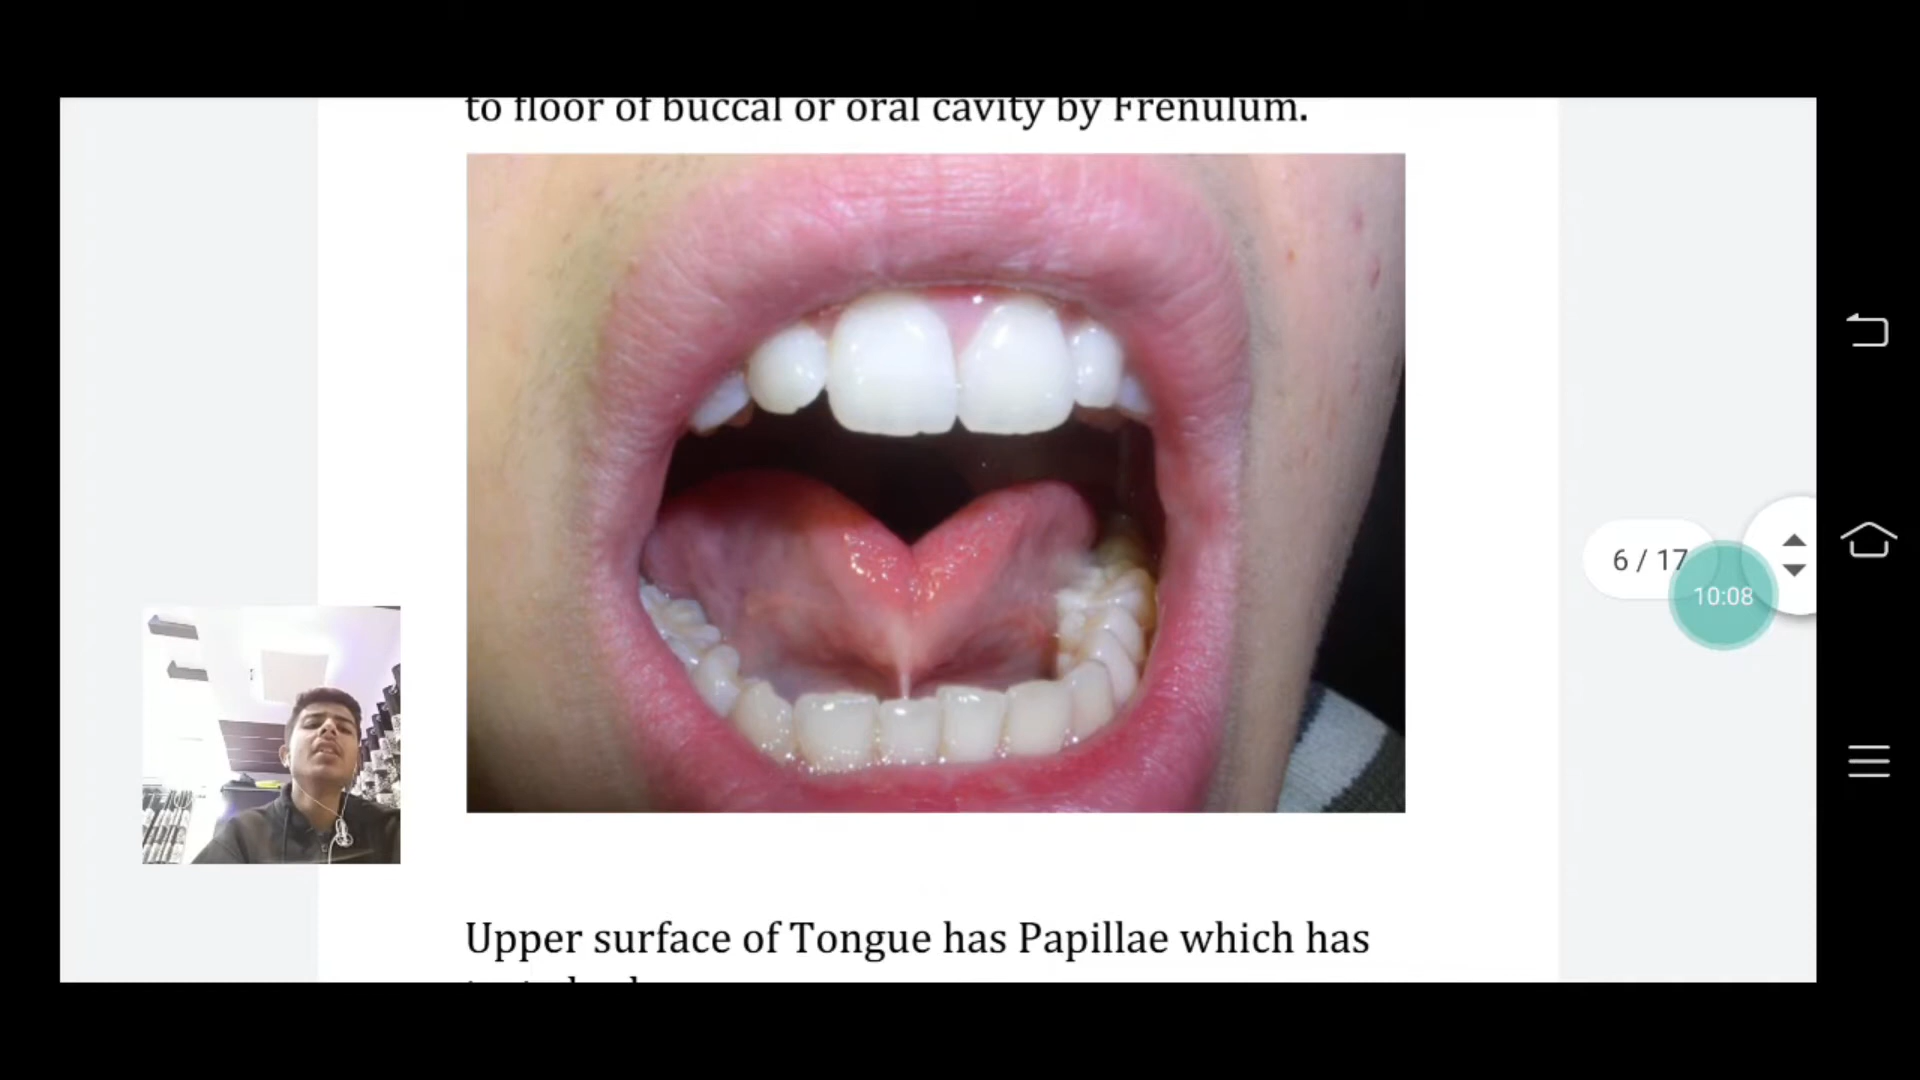 to floor of buccal or oral cavity by Frenulum.
6 / 17
10:08
Upper surface of Tongue has Papillae which has